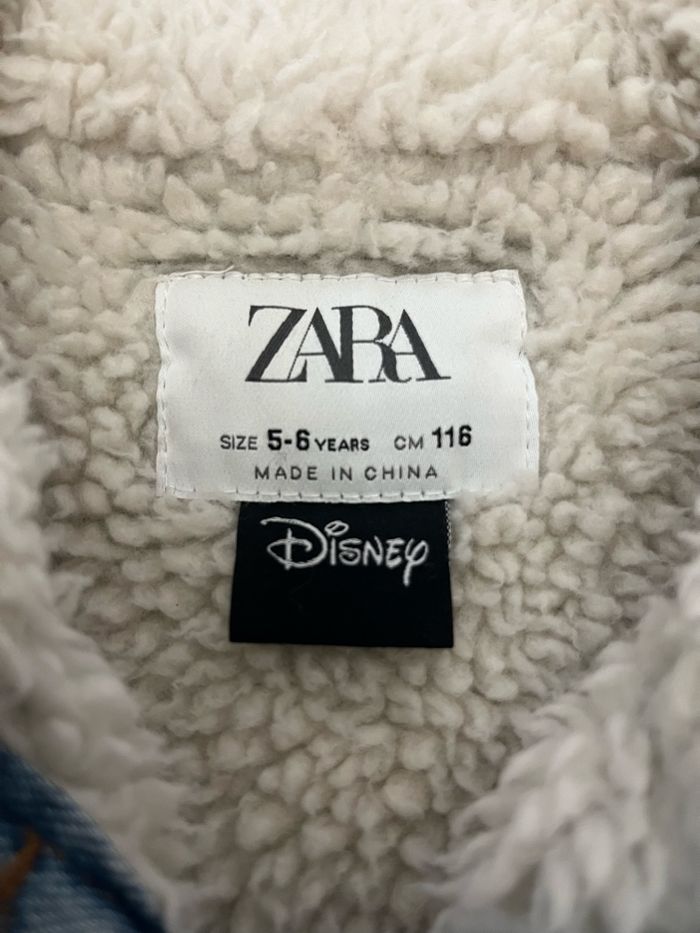 ZARA
SIZE 5-6 YEARS CM 116
MADE IN CHINA
Disney